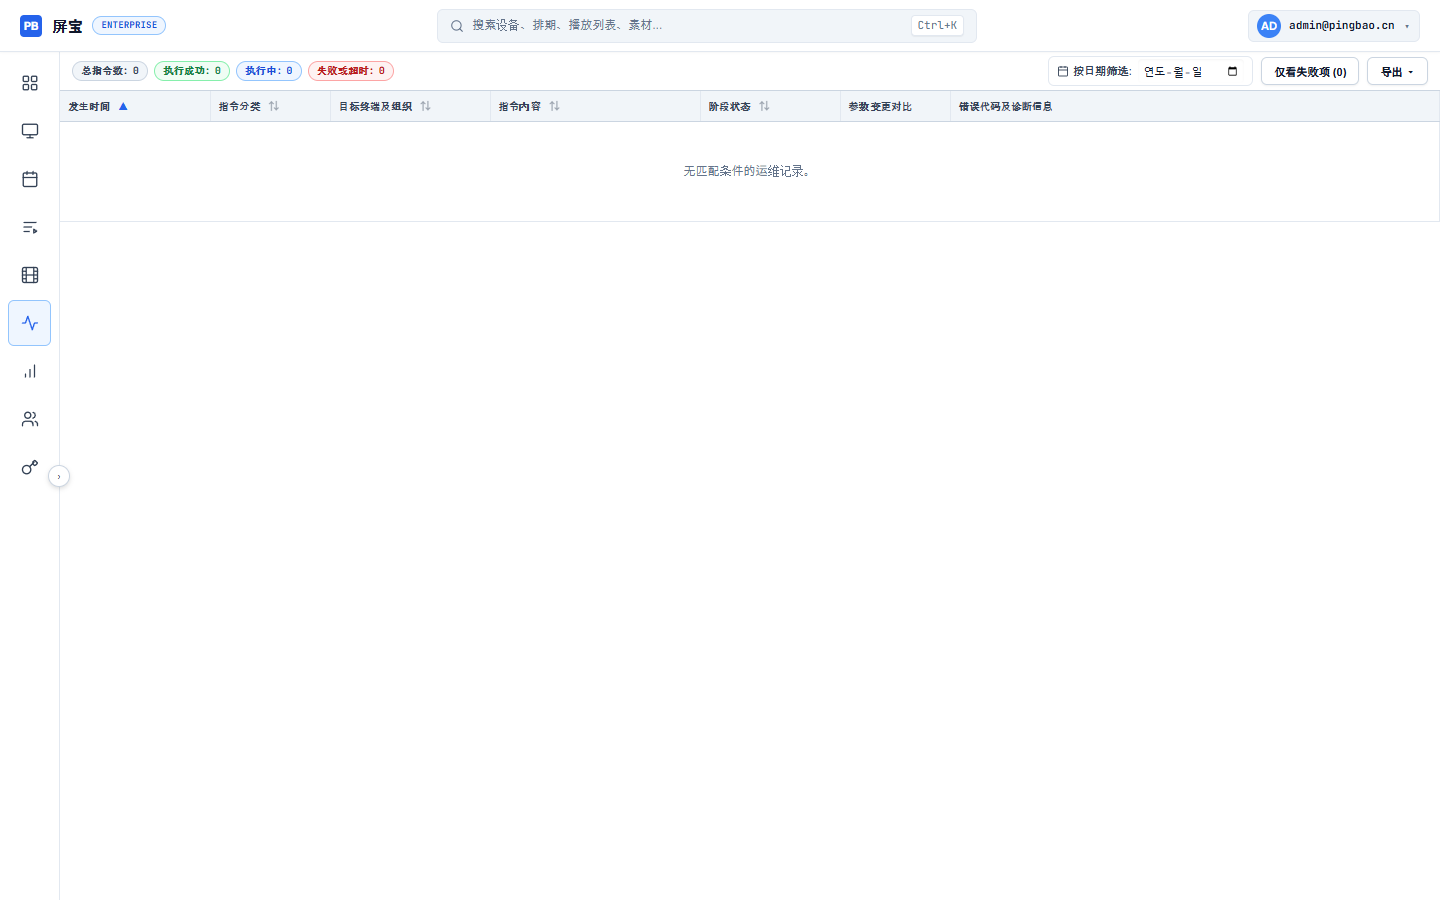 PB 屏宝 ENTERPRISE
搜索设备、排期、播放列表、素材... Ctrl+K
AD admin@pingbao.cn
总指令数: 0 执行成功: 0 执行中: 0 失败或超时: 0
按日期筛选: 연도-월-일 仅看失败项 (0) 导出
发生时间 指令分类 目标终端及组织 指令内容 阶段状态 参数变更对比 错误代码及诊断信息
无匹配条件的运维记录。